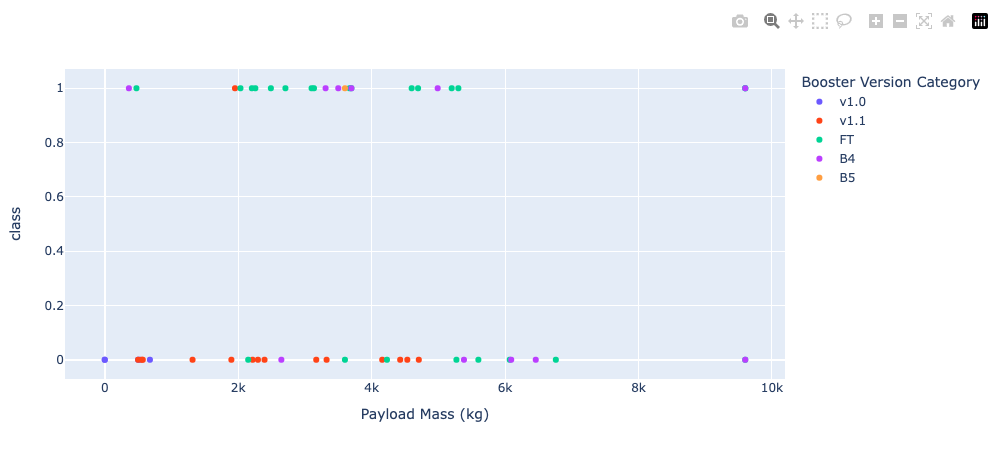 Booster Version Category
v1.0
v1.1
FT
B4
B5
class
1
0.8
0.6
0.4
0.2
0
0 2k 4k 6k 8k 10k
Payload Mass (kg)